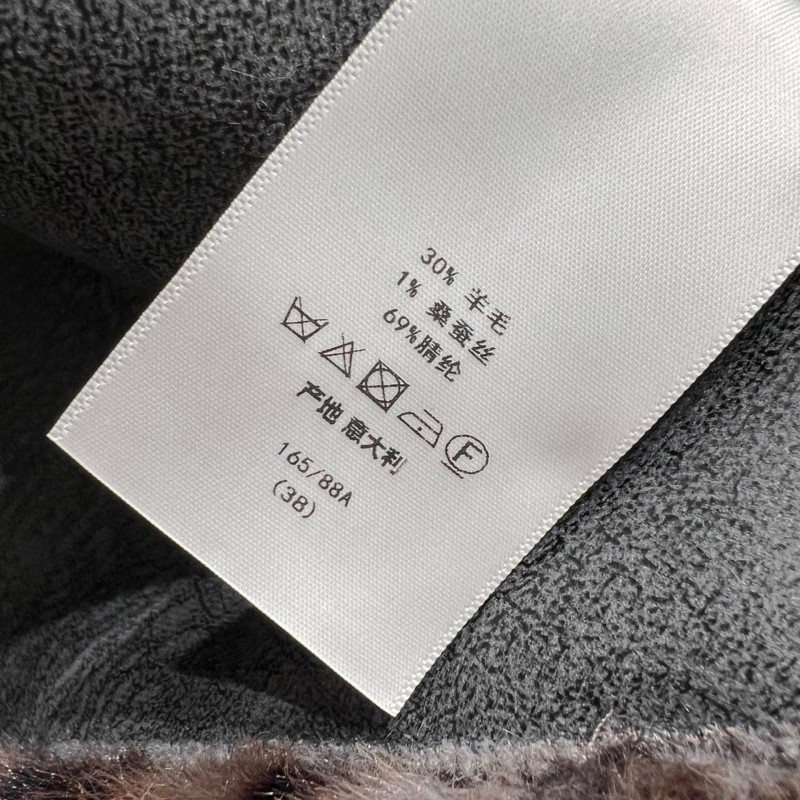 30% 羊毛
1% 桑蚕丝
69%腈纶
F
产地 意大利
165/88A
(38)